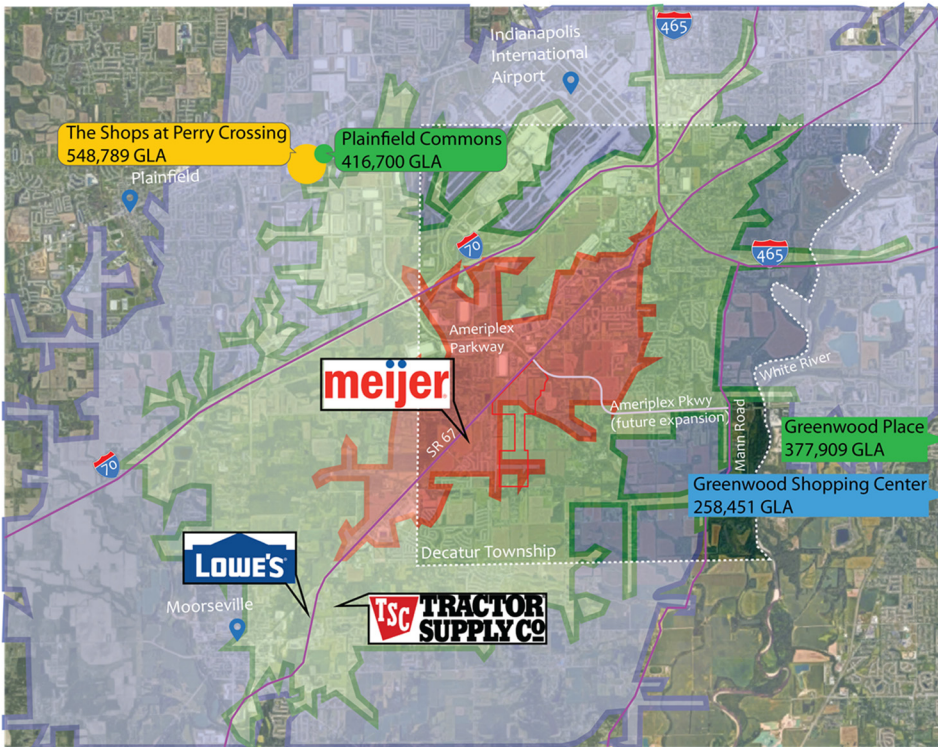 465
Indianapolis
International
Airport
The Shops at Perry Crossing
548,789 GLA
Plainfield Commons
416,700 GLA
Plainfield
70
465
Ameriplex
Parkway
White River
meijer
Ameriplex Pkwy
(future expansion)
Mann Road
SR 67
Greenwood Place
377,909 GLA
70
Greenwood Shopping Center
258,451 GLA
Decatur Township
LOWE'S
Moorseville
TSC TRACTOR
SUPPLY CO